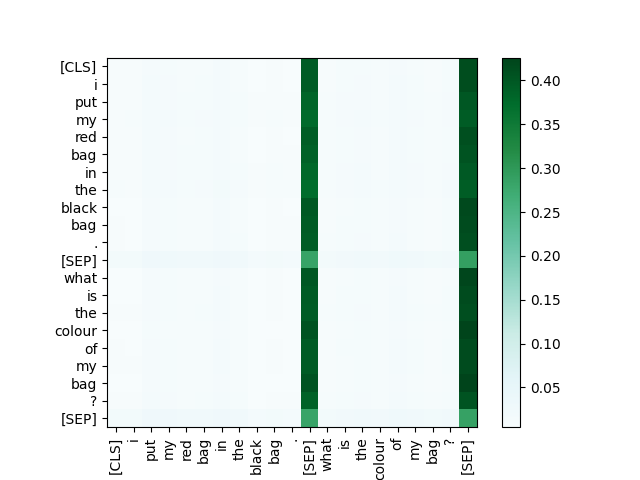 [CLS]
i
put
my
red
bag
in
the
black
bag
.
[SEP]
what
is
the
colour
of
my
bag
?
[SEP]
[CLS]
i
put
my
red
bag
in
the
black
bag
.
[SEP]
what
is
the
colour
of
my
bag
?
[SEP]
0.40
0.35
0.30
0.25
0.20
0.15
0.10
0.05